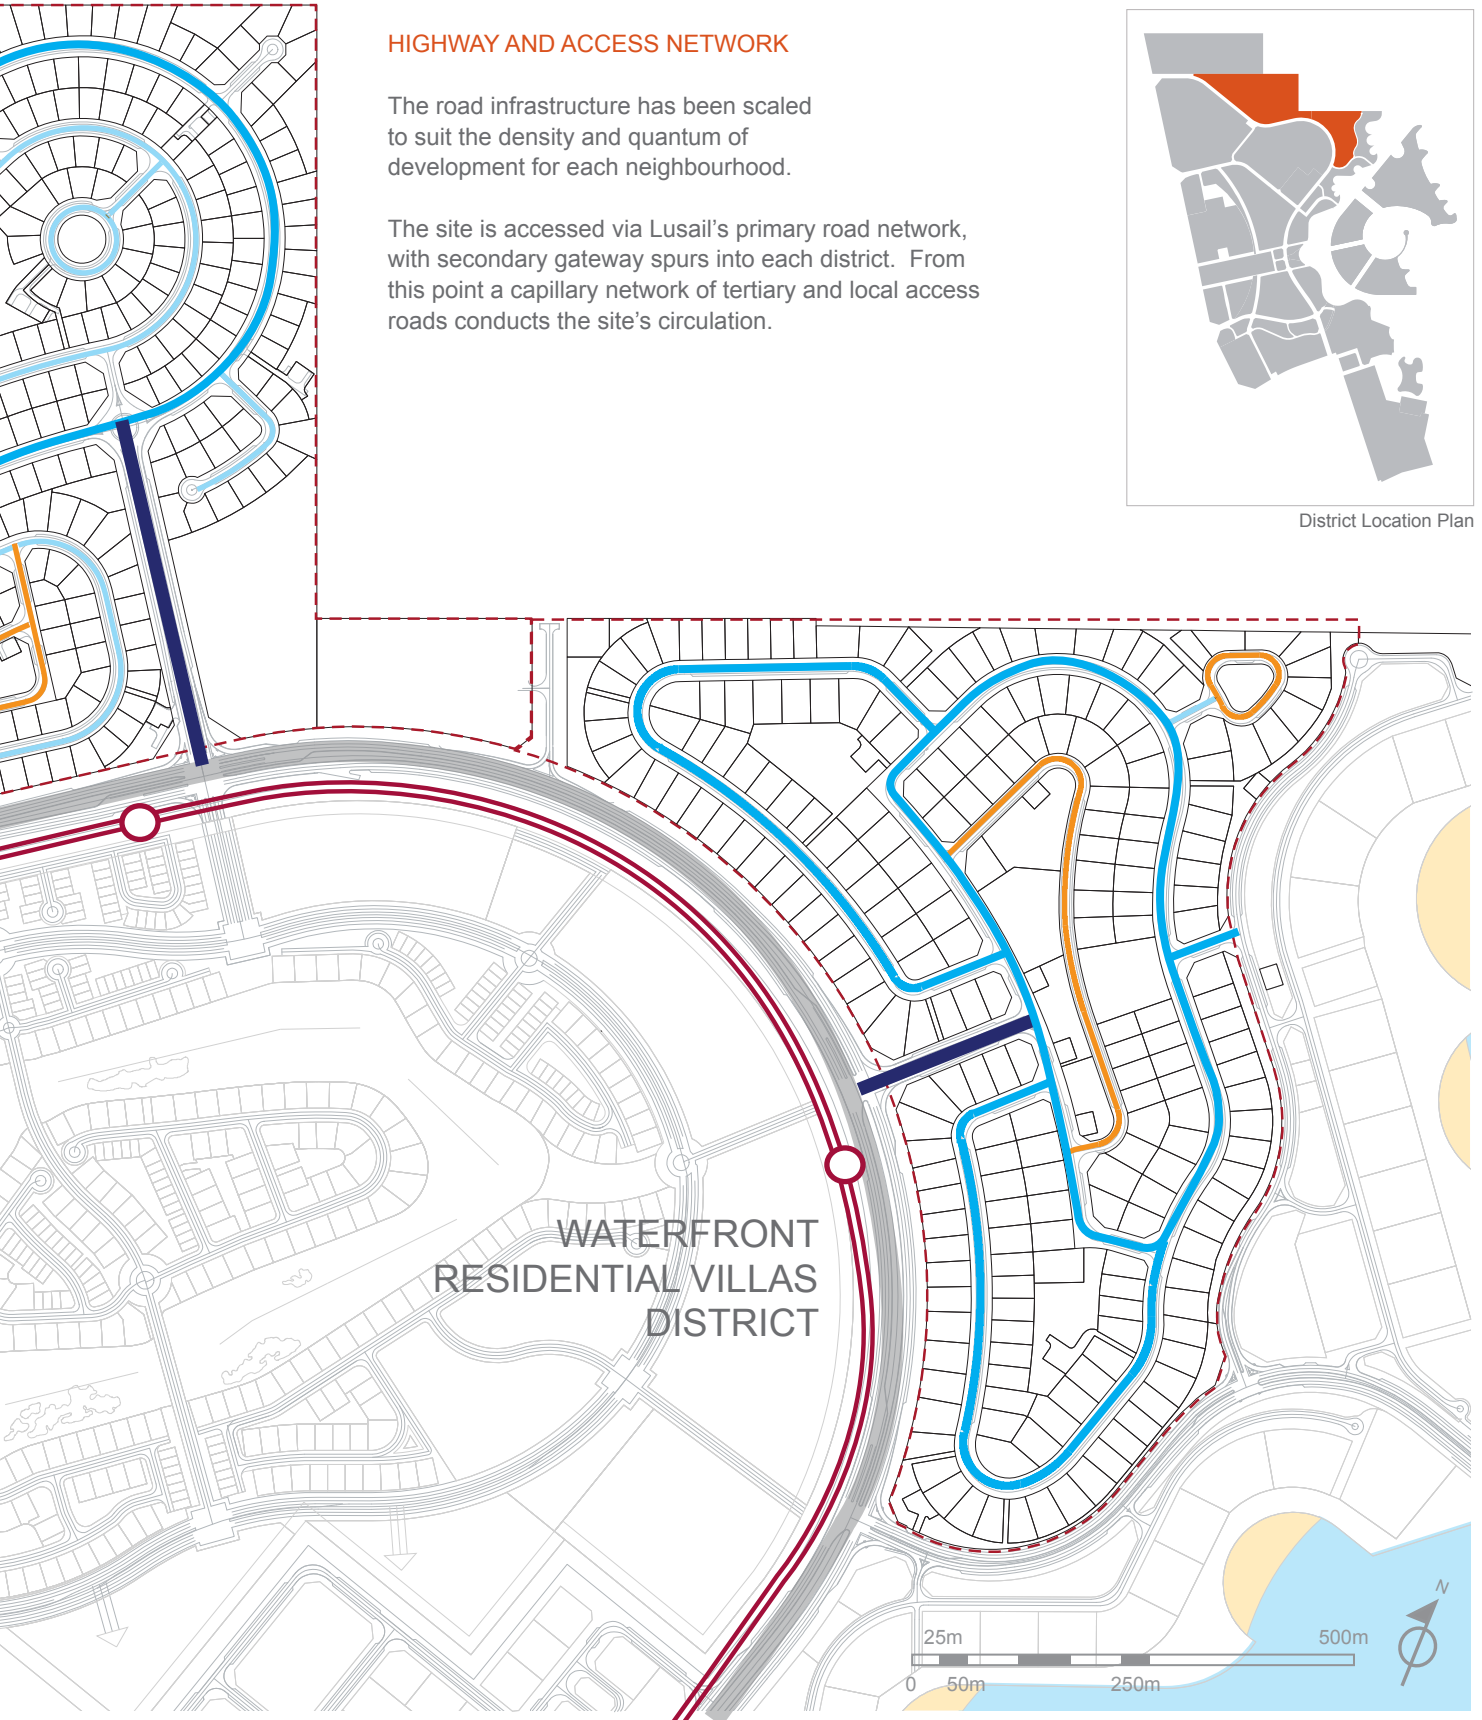 HIGHWAY AND ACCESS NETWORK
The road infrastructure has been scaled
to suit the density and quantum of
development for each neighbourhood.
The site is accessed via Lusail’s primary road network,
with secondary gateway spurs into each district.  From
this point a capillary network of tertiary and local access
roads conducts the site’s circulation.
District Location Plan
WATERFRONT
RESIDENTIAL VILLAS
DISTRICT
N
25m
500m
0
50m
250m